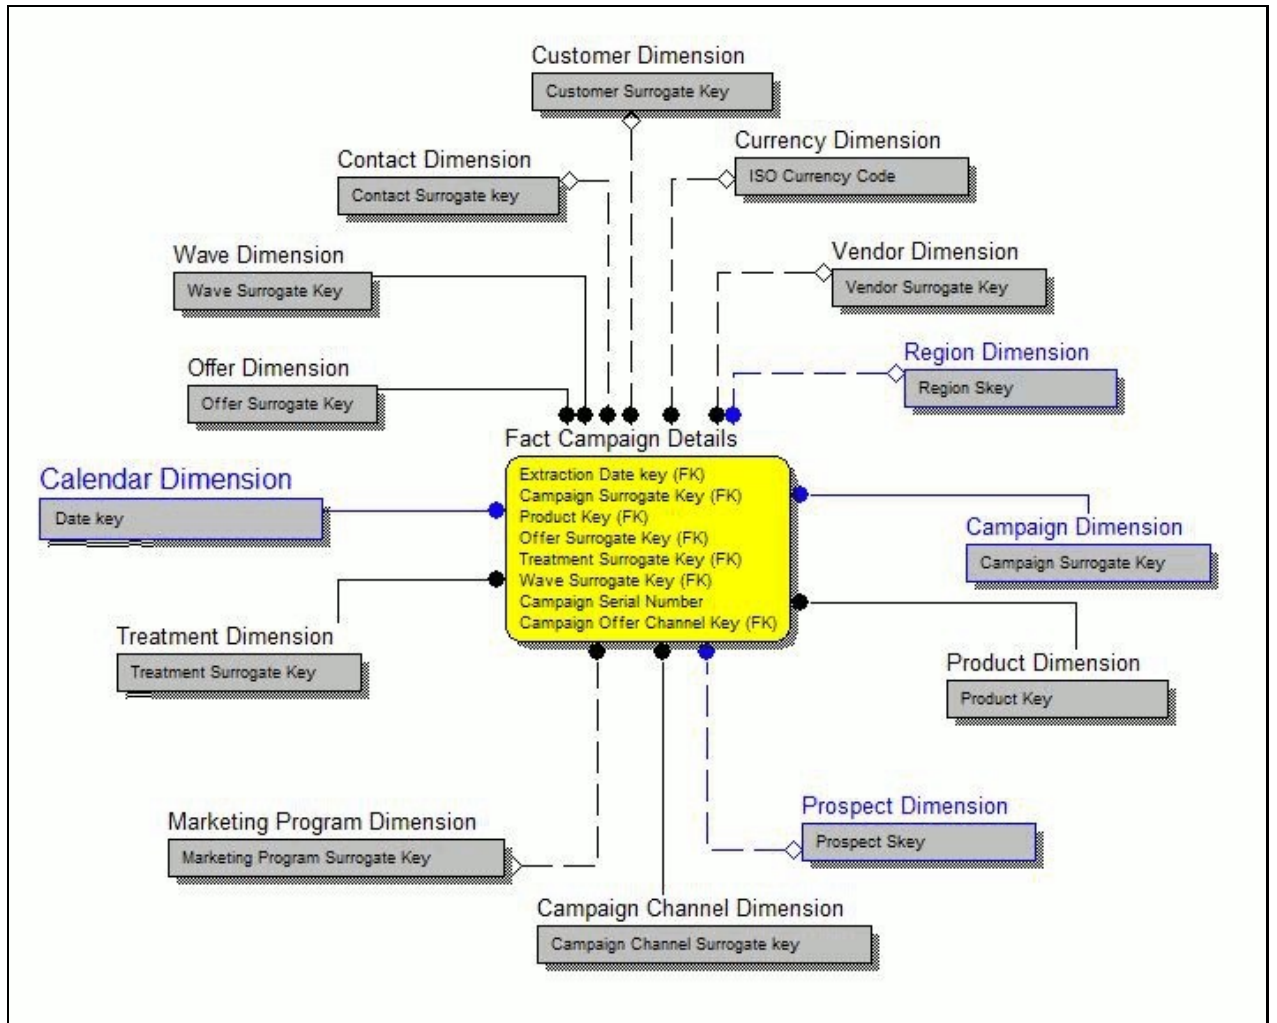 Customer Dimension
Customer Surrogate Key
Currency Dimension
ISO Currency Code
Contact Dimension
Contact Surrogate key
Wave Dimension
Wave Surrogate Key
Vendor Dimension
Vendor Surrogate Key
Region Dimension
Region Skey
Offer Dimension
Offer Surrogate Key
Fact Campaign Details
Extraction Date key (FK)
Campaign Surrogate Key (FK)
Product Key (FK)
Offer Surrogate Key (FK)
Treatment Surrogate Key (FK)
Wave Surrogate Key (FK)
Campaign Serial Number
Campaign Offer Channel Key (FK)
Calendar Dimension
Date key
Campaign Dimension
Campaign Surrogate Key
Treatment Dimension
Treatment Surrogate Key
Product Dimension
Product Key
Marketing Program Dimension
Marketing Program Surrogate Key
Prospect Dimension
Prospect Skey
Campaign Channel Dimension
Campaign Channel Surrogate key